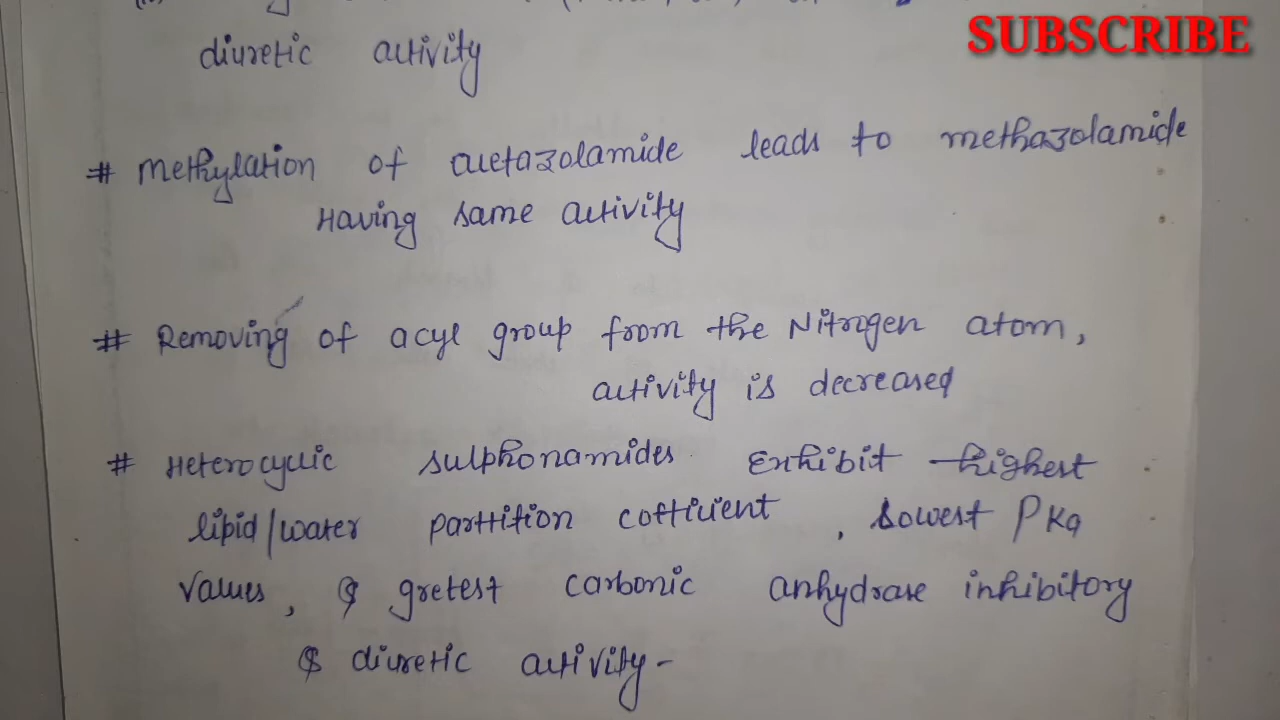 SUBSCRIBE
diuretic activity
# Methylation of acetazolamide leads to methazolamide
Having same activity
# Removing of acyl group from the Nitrogen atom,
activity is decreased
# Heterocyclic sulphonamides Exhibit highest
lipid/water parttition cofficient, Lowest PKa
values, & gretest carbonic anhydrase inhibitory
& diuretic activity-